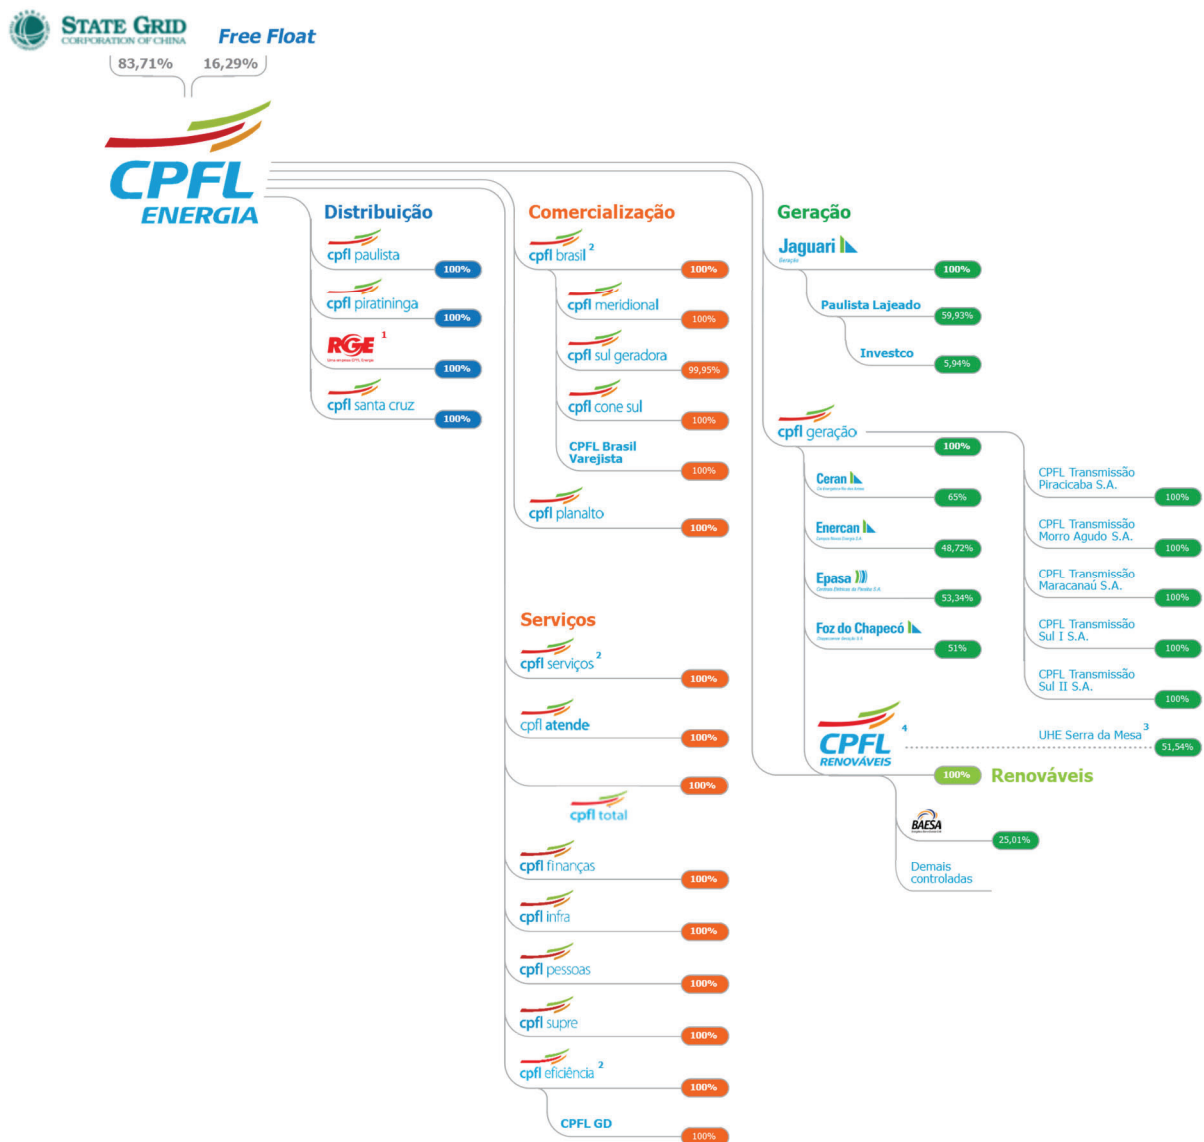 STATE GRID
CORPORATION OF CHINA
Free Float
83,71%
16,29%
CPFL
ENERGIA
Distribuição
cpfl paulista
100%
cpfl piratininga
100%
RGE 1
Uma empresa CPFL Energia
100%
cpfl santa cruz
100%
Comercialização
cpfl brasil 2
100%
cpfl meridional
100%
cpfl sul geradora
99,95%
cpfl cone sul
100%
CPFL Brasil
Varejista
100%
cpfl planalto
100%
Serviços
cpfl serviços 2
100%
cpfl atende
100%
100%
cpfl total
cpfl finanças
100%
cpfl infra
100%
cpfl pessoas
100%
cpfl supre
100%
cpfl eficiência 2
100%
CPFL GD
100%
Geração
Jaguari
Geração
100%
Paulista Lajeado
59,93%
Investco
5,94%
cpfl geração
100%
Ceran
65%
Enercan
48,72%
Epasa
53,34%
Foz do Chapecó
51%
CPFL Transmissão
Piracicaba S.A.
100%
CPFL Transmissão
Morro Agudo S.A.
100%
CPFL Transmissão
Maracanaú S.A.
100%
CPFL Transmissão
Sul I S.A.
100%
CPFL Transmissão
Sul II S.A.
100%
CPFL 4
RENOVÁVEIS
UHE Serra da Mesa 3
51,54%
100%
Renováveis
BAESA
25,01%
Demais
controladas